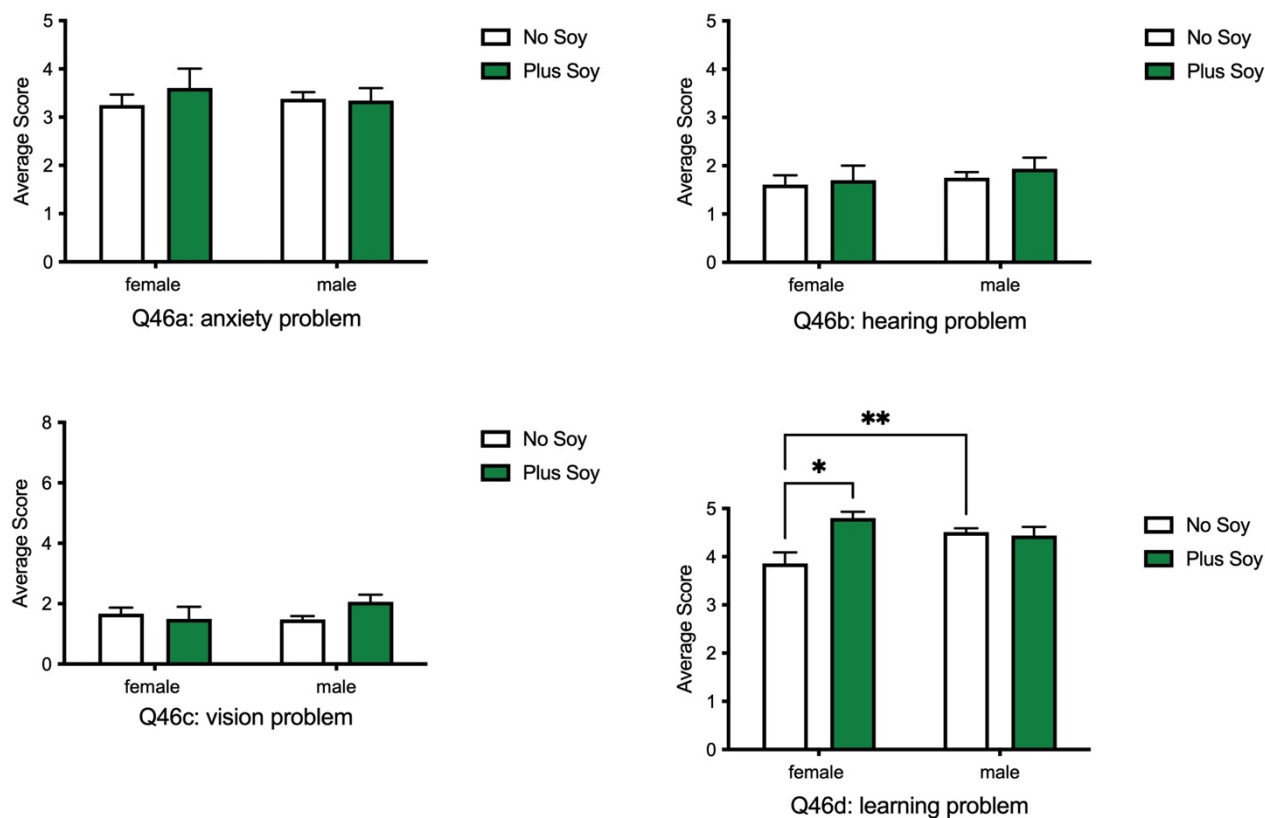 5
4
3
2
1
0
Average Score
No Soy
Plus Soy
female
male
Q46a: anxiety problem
5
4
3
2
1
0
Average Score
No Soy
Plus Soy
female
male
Q46b: hearing problem
8
6
4
2
0
Average Score
No Soy
Plus Soy
female
male
Q46c: vision problem
**
*
5
4
3
2
1
0
Average Score
No Soy
Plus Soy
female
male
Q46d: learning problem